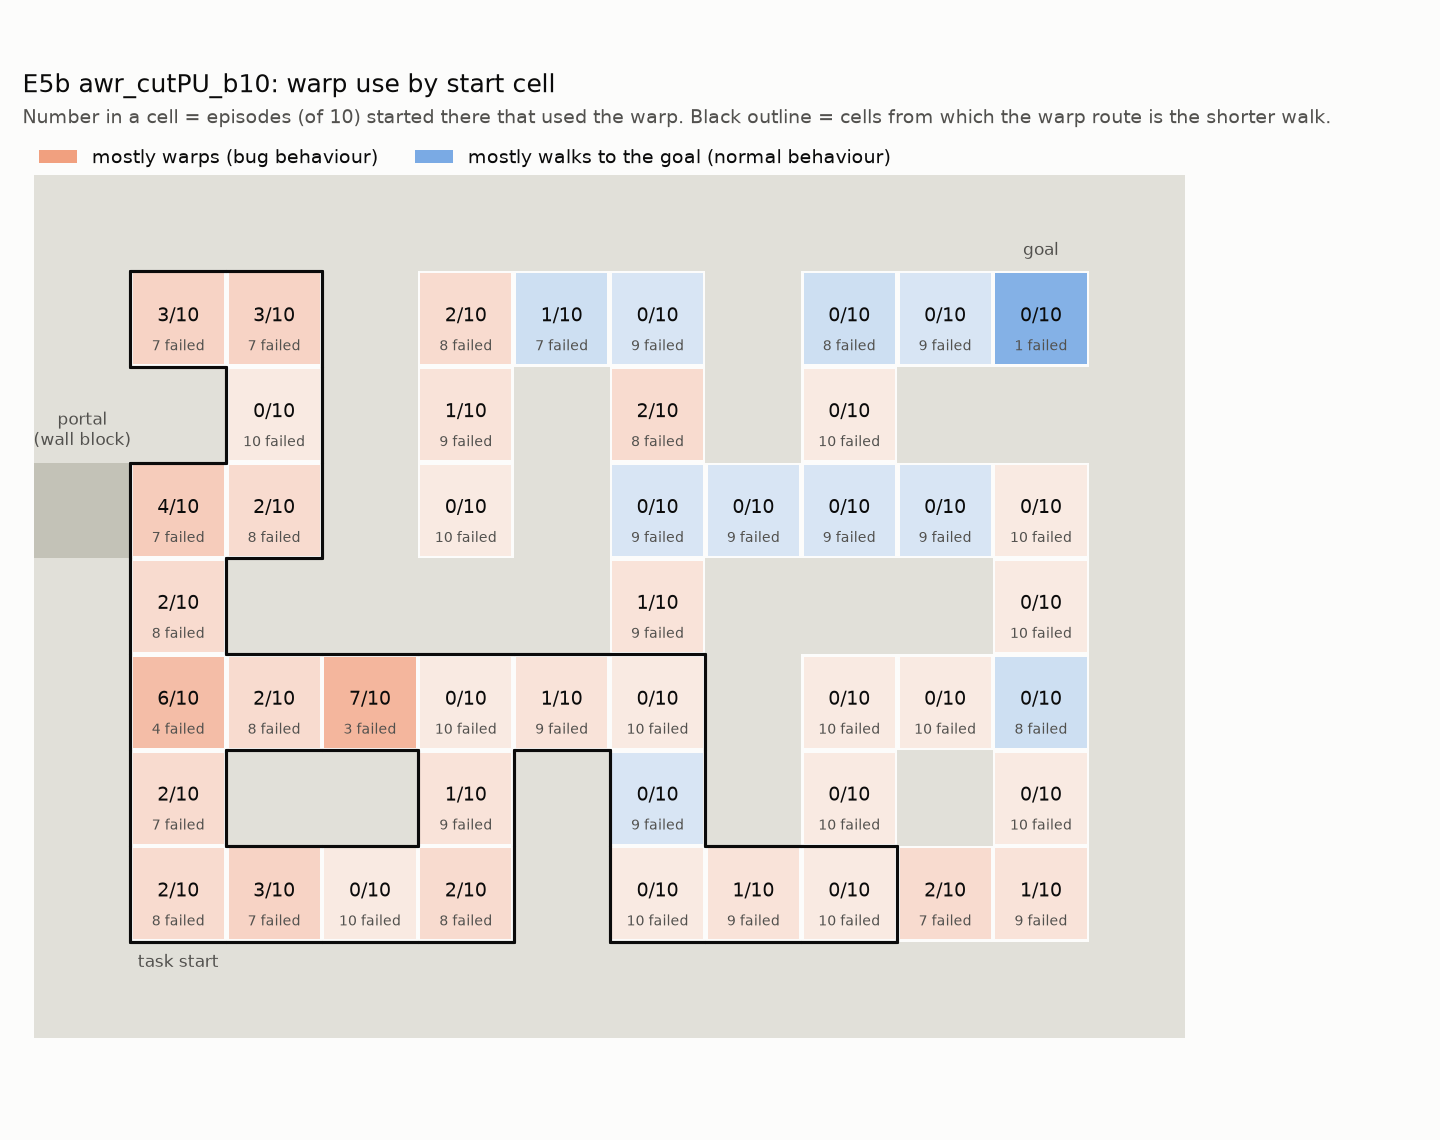 E5b awr_cutPU_b10: warp use by start cell
Number in a cell = episodes (of 10) started there that used the warp. Black outline = cells from which the warp route is the shorter walk.
mostly warps (bug behaviour) mostly walks to the goal (normal behaviour)
goal
3/10 3/10 2/10 1/10 0/10 0/10 0/10 0/10
7 failed 7 failed 8 failed 7 failed 9 failed 8 failed 9 failed 1 failed
0/10 1/10 2/10 0/10
portal
(wall block) 10 failed 9 failed 8 failed 10 failed
4/10 2/10 0/10 0/10 0/10 0/10 0/10 0/10
7 failed 8 failed 10 failed 9 failed 9 failed 9 failed 9 failed 10 failed
2/10 1/10 0/10
8 failed 9 failed 10 failed
6/10 2/10 7/10 0/10 1/10 0/10 0/10 0/10 0/10
4 failed 8 failed 3 failed 10 failed 9 failed 10 failed 10 failed 10 failed 8 failed
2/10 1/10 0/10 0/10 0/10
7 failed 9 failed 9 failed 10 failed 10 failed
2/10 3/10 0/10 2/10 0/10 1/10 0/10 2/10 1/10
8 failed 7 failed 10 failed 8 failed 10 failed 9 failed 10 failed 7 failed 9 failed
task start